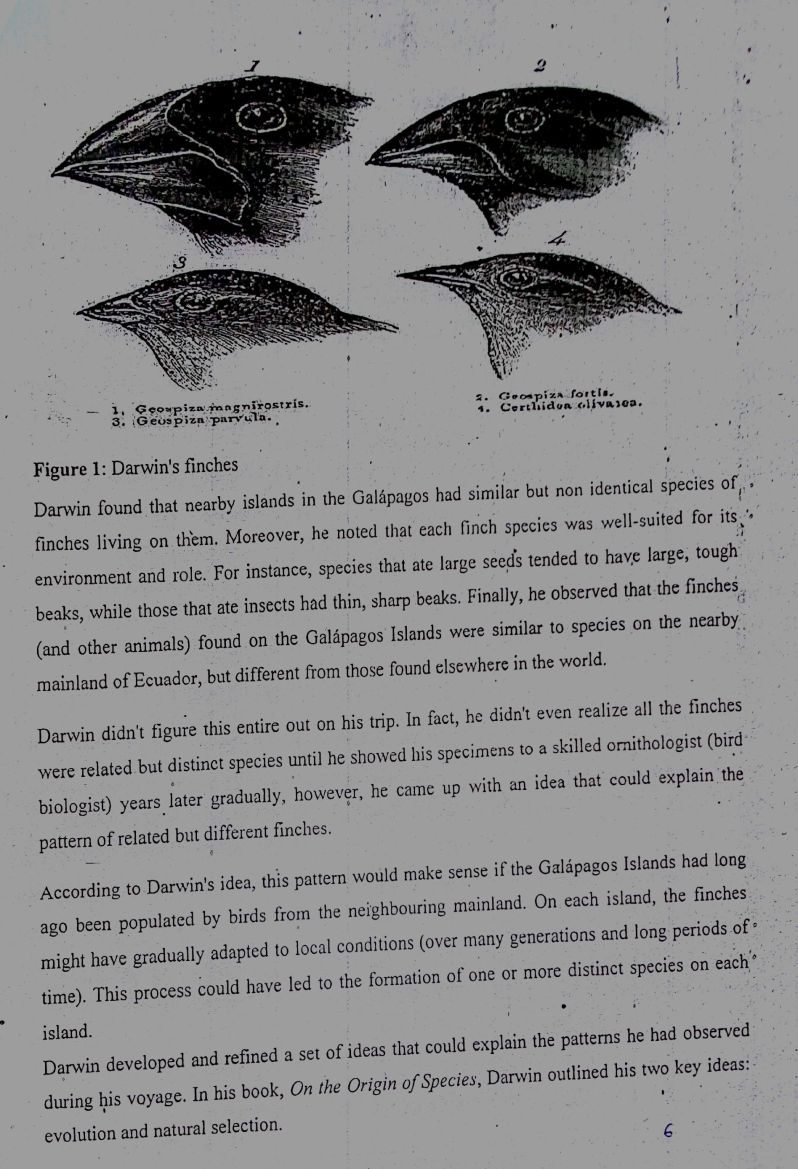 1
2
3
4
1. Geospiza magnirostris.
2. Geospiza fortis.
3. Geospiza parvula.
4. Certhidea olivasea.
Figure 1: Darwin's finches
Darwin found that nearby islands in the Galápagos had similar but non identical species of
finches living on them. Moreover, he noted that each finch species was well-suited for its
environment and role. For instance, species that ate large seeds tended to have large, tough
beaks, while those that ate insects had thin, sharp beaks. Finally, he observed that the finches
(and other animals) found on the Galápagos Islands were similar to species on the nearby
mainland of Ecuador, but different from those found elsewhere in the world.
Darwin didn't figure this entire out on his trip. In fact, he didn't even realize all the finches
were related but distinct species until he showed his specimens to a skilled ornithologist (bird
biologist) years later gradually, however, he came up with an idea that could explain the
pattern of related but different finches.
According to Darwin's idea, this pattern would make sense if the Galápagos Islands had long
ago been populated by birds from the neighbouring mainland. On each island, the finches
might have gradually adapted to local conditions (over many generations and long periods of
time). This process could have led to the formation of one or more distinct species on each
island.
Darwin developed and refined a set of ideas that could explain the patterns he had observed
during his voyage. In his book, On the Origin of Species, Darwin outlined his two key ideas:
evolution and natural selection.
6